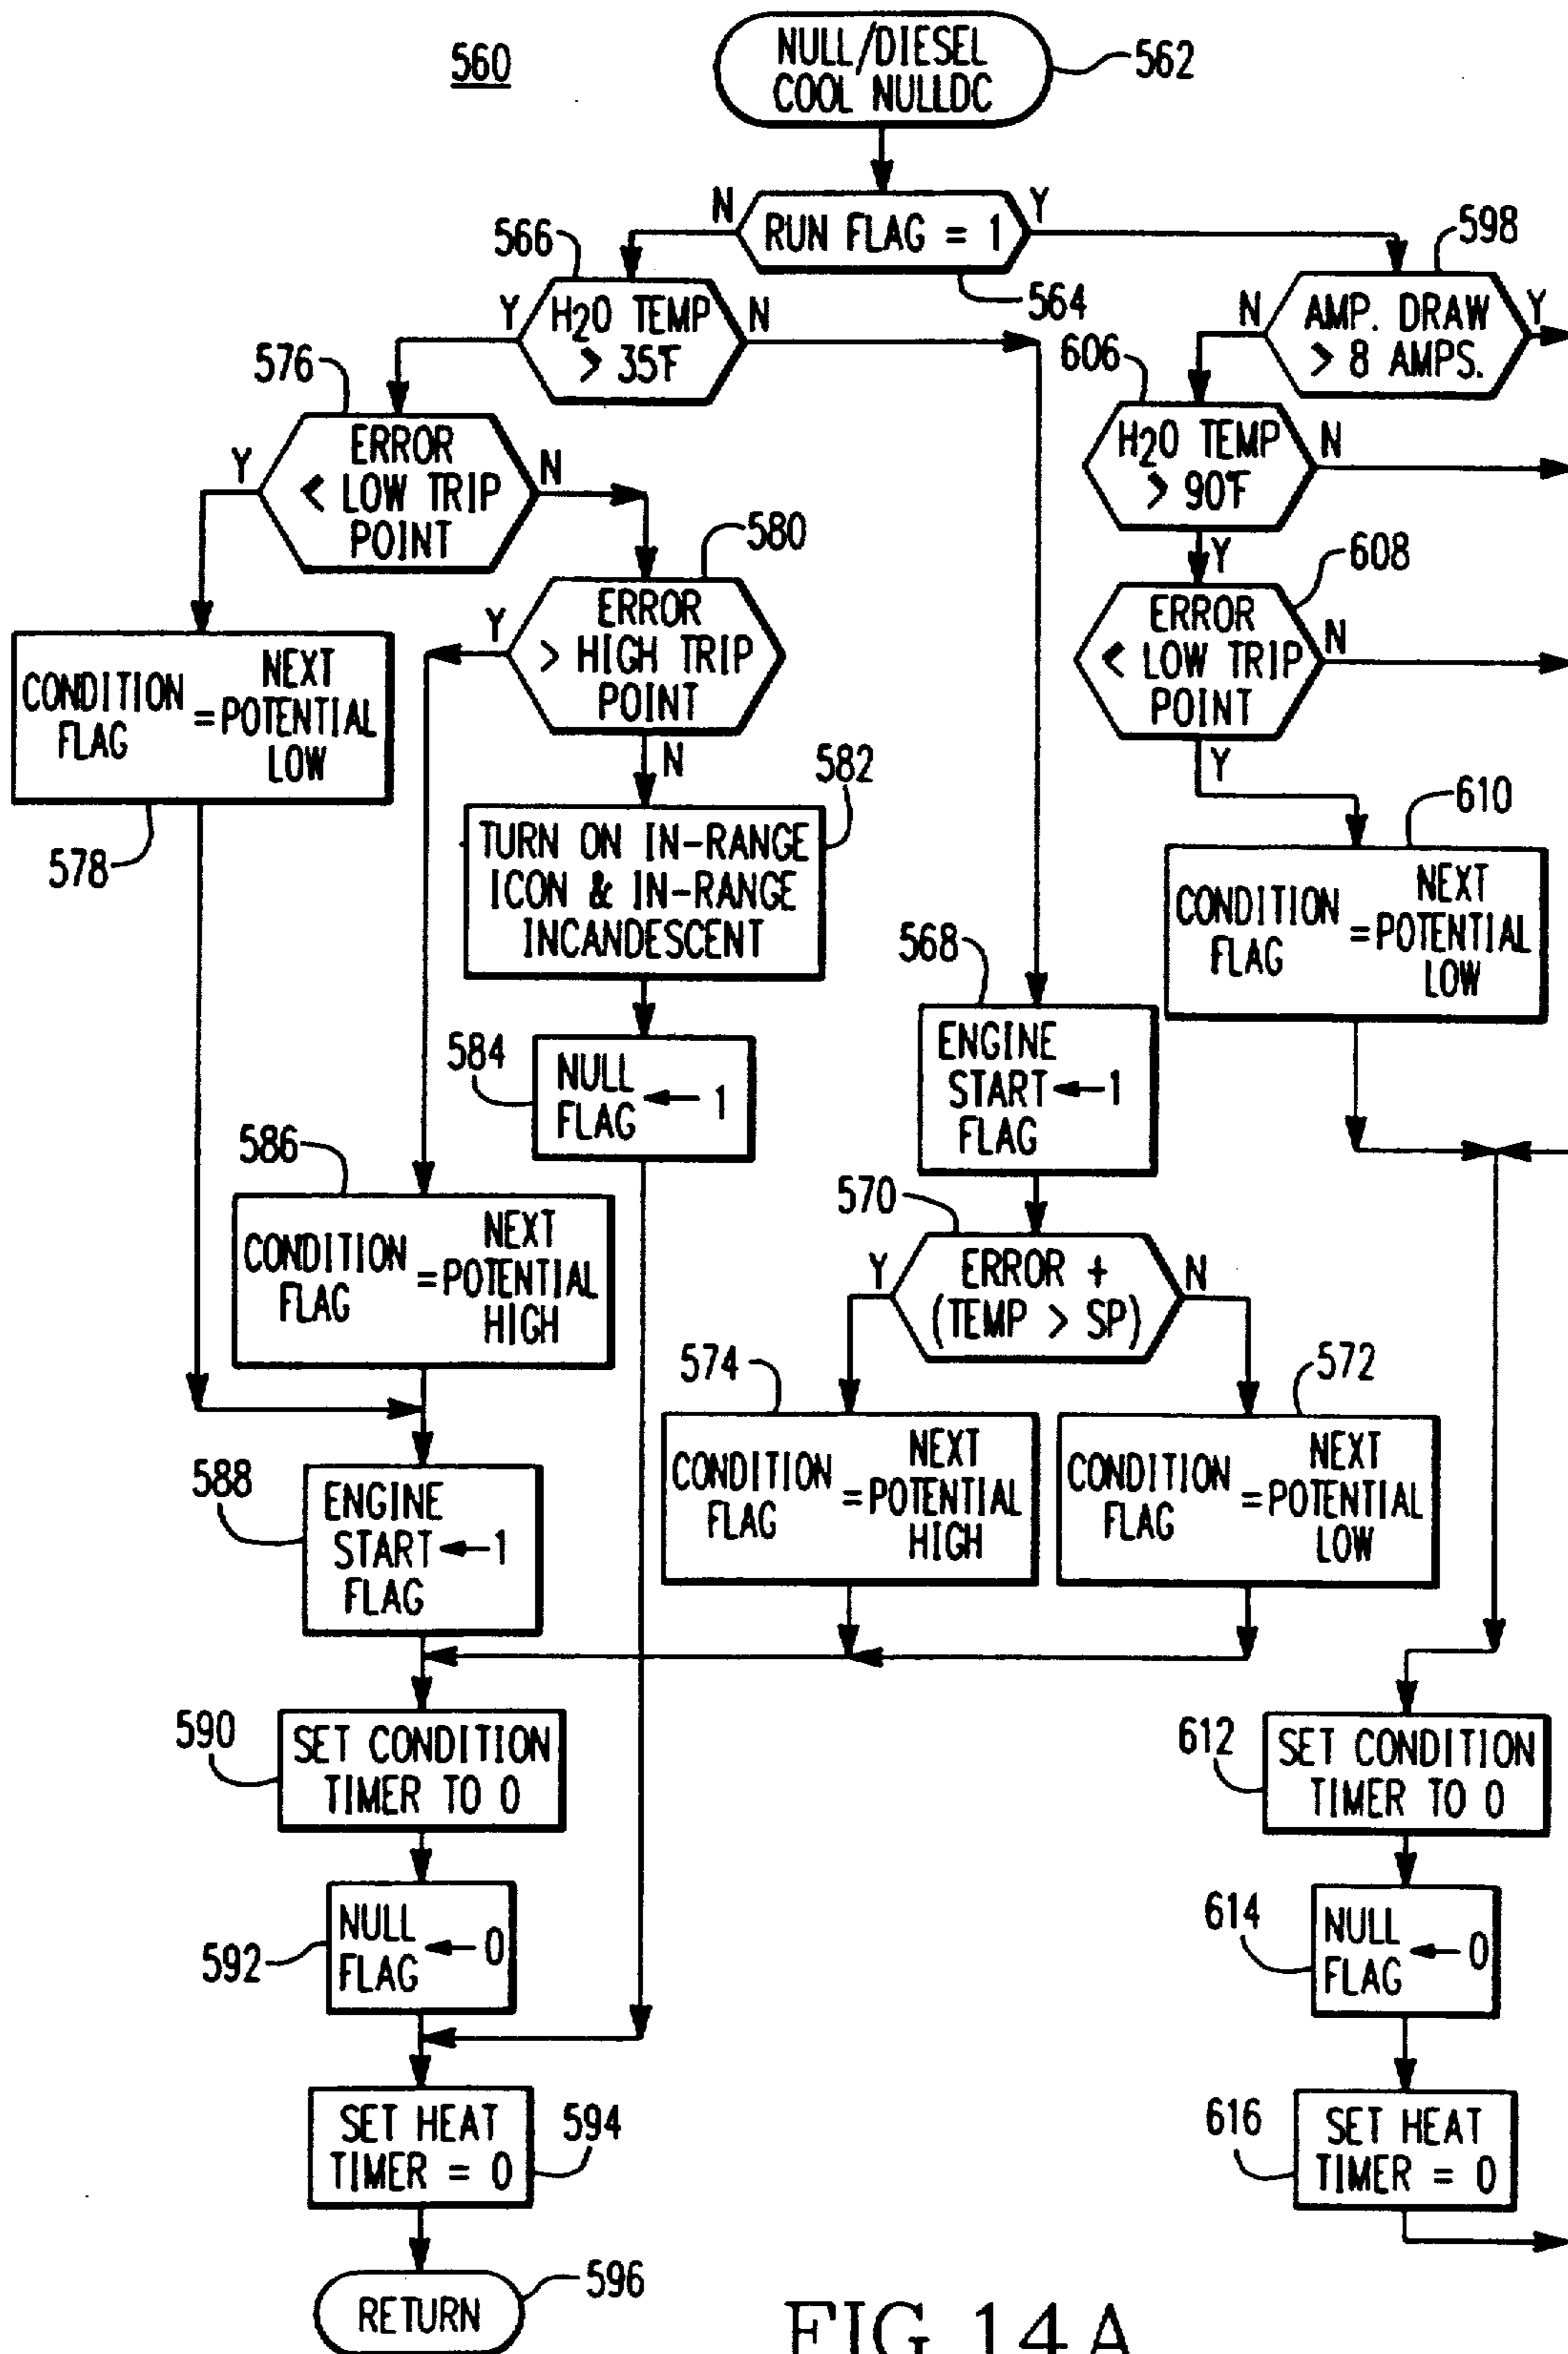 560
NULL/DIESEL
COOL NULLDC
562
N
RUN FLAG = 1
Y
564
566
Y
H2O TEMP
> 35°F
N
598
N
AMP. DRAW
> 8 AMPS.
Y
576
Y
ERROR
< LOW TRIP
POINT
N
606
H2O TEMP
> 90°F
N
Y
580
Y
ERROR
> HIGH TRIP
POINT
N
608
ERROR
< LOW TRIP
POINT
N
Y
CONDITION
FLAG
=
NEXT
POTENTIAL
LOW
578
582
TURN ON IN-RANGE
ICON & IN-RANGE
INCANDESCENT
610
CONDITION
FLAG
=
NEXT
POTENTIAL
LOW
584
NULL
FLAG
← 1
568
ENGINE
START ←1
FLAG
586
CONDITION
FLAG
=
NEXT
POTENTIAL
HIGH
570
Y
ERROR +
(TEMP > SP)
N
574
CONDITION
FLAG
=
NEXT
POTENTIAL
HIGH
572
CONDITION
FLAG
=
NEXT
POTENTIAL
LOW
588
ENGINE
START ←1
FLAG
590
SET CONDITION
TIMER TO 0
612
SET CONDITION
TIMER TO 0
592
NULL
FLAG
← 0
614
NULL
FLAG
← 0
SET HEAT
TIMER = 0
594
616
SET HEAT
TIMER = 0
RETURN
596
FIG.14A